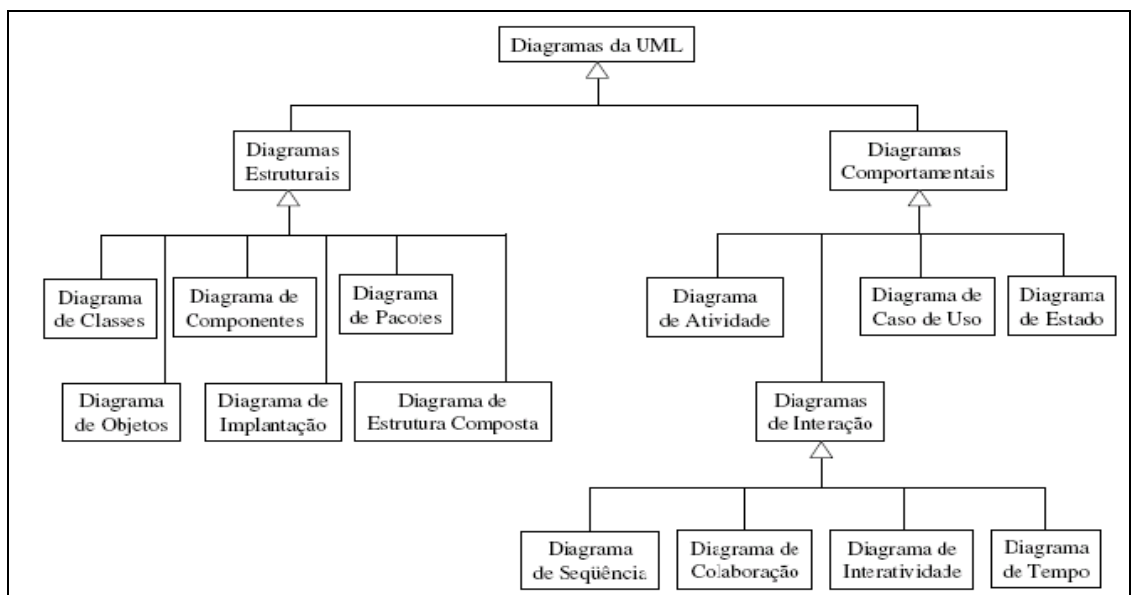 Diagramas da UML
Diagramas
Estruturais
Diagramas
Comportamentais
Diagrama
de Classes
Diagrama de
Componentes
Diagrama
de Pacotes
Diagrama
de Atividade
Diagrama de
Caso de Uso
Diagrama
de Estado
Diagrama
de Objetos
Diagrama de
Implantação
Diagrama de
Estrutura Composta
Diagramas
de Interação
Diagrama
de Seqüência
Diagrama de
Colaboração
Diagrama de
Interatividade
Diagrama
de Tempo